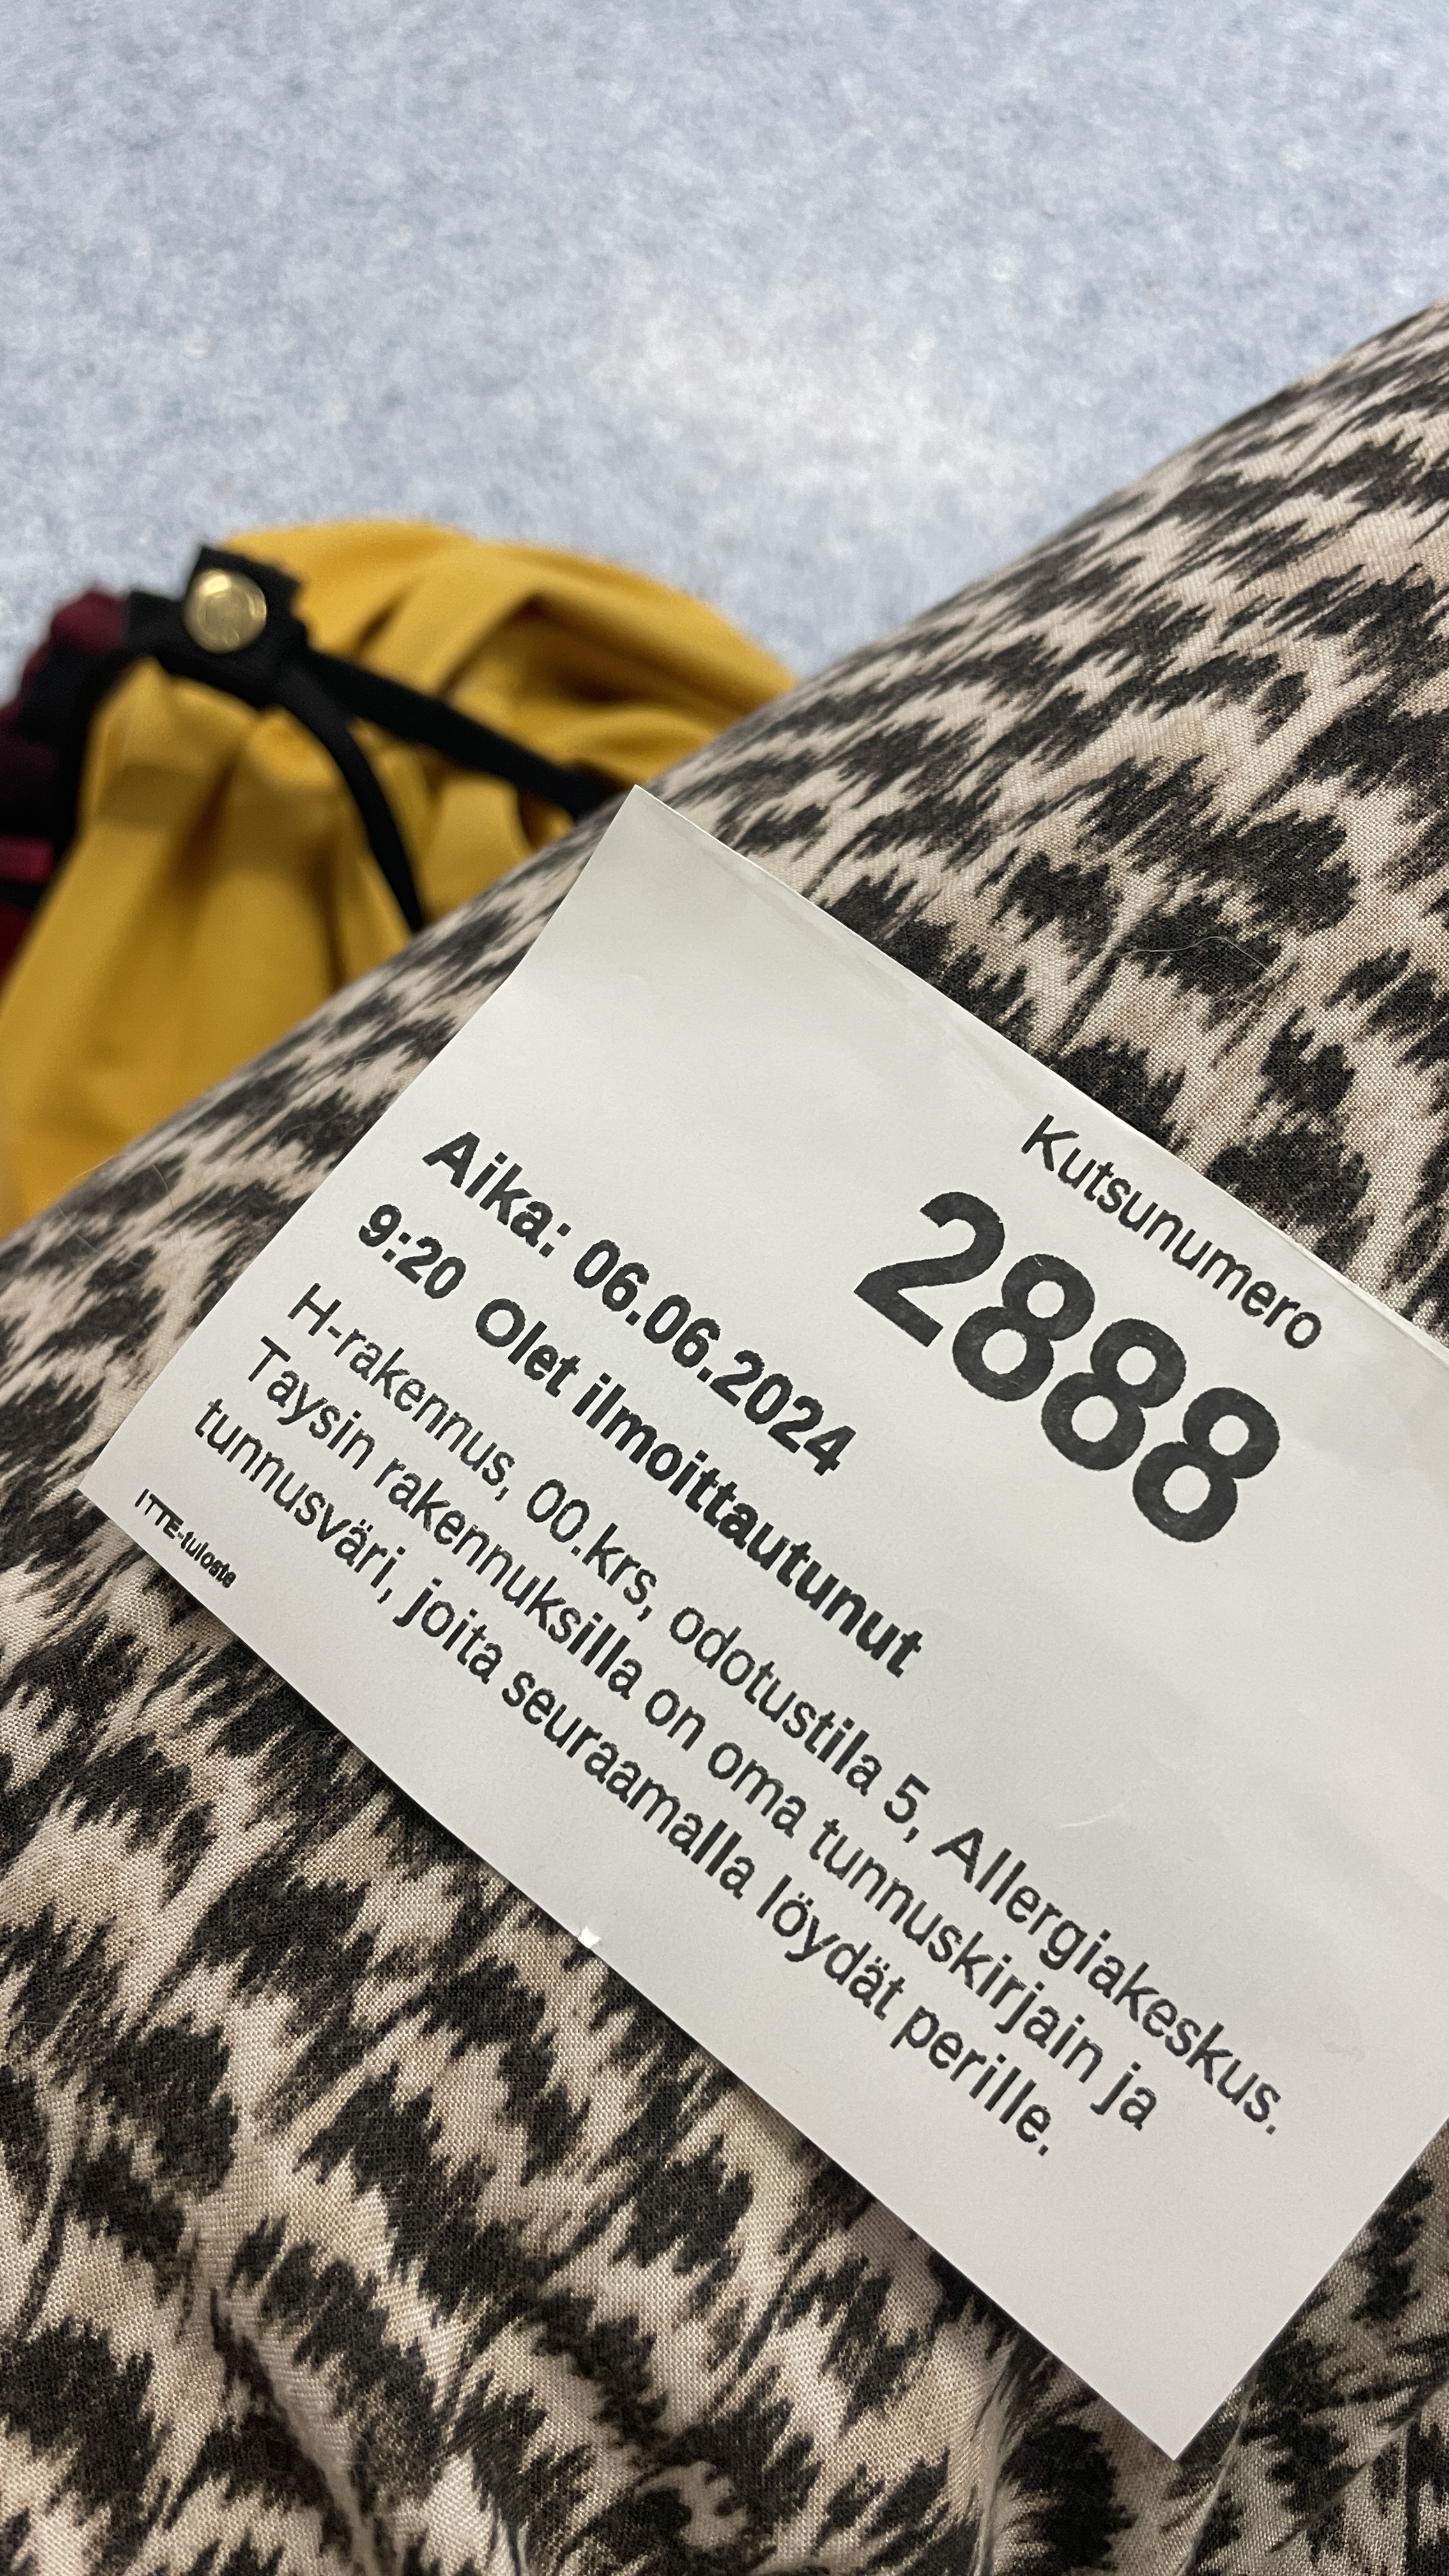 Kutsunumero
2888
Aika: 06.06.2024
9:20 Olet ilmoittautunut
H-rakennus, 00.krs, odotustila 5, Allergiakeskus.
Taysin rakennuksilla on oma tunnuskirjain ja
tunnusväri, joita seuraamalla löydät perille.
ITTE-tuloste